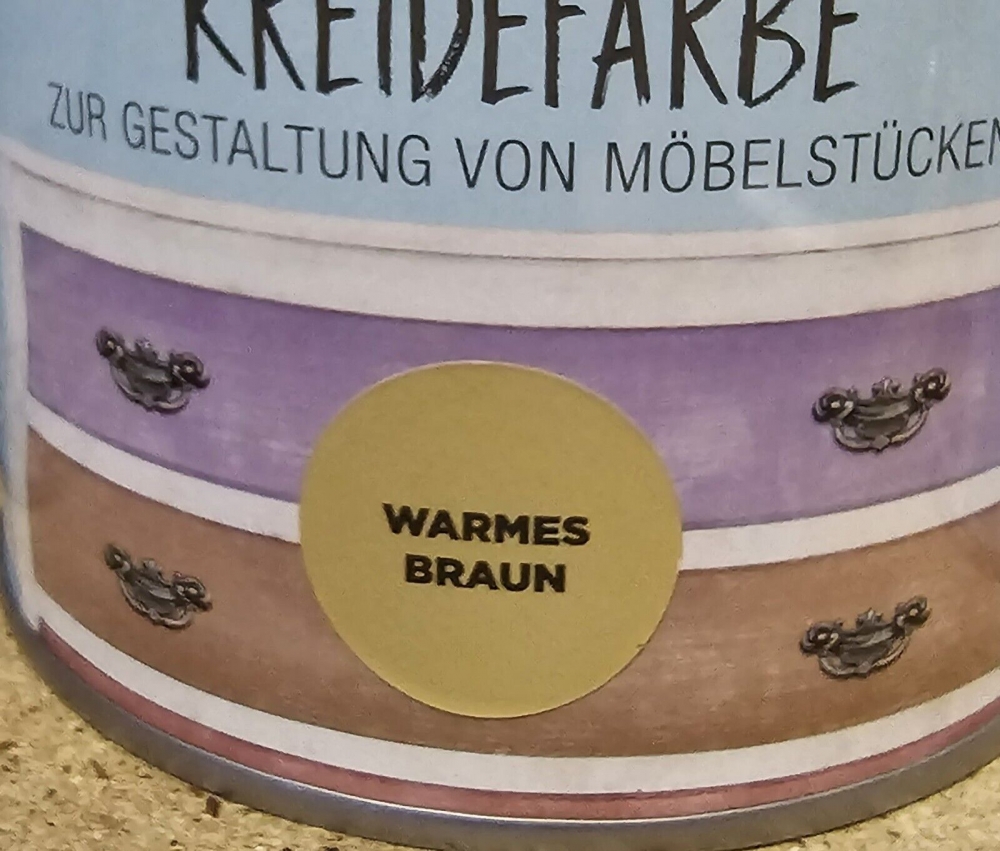 KREIDEFARBE
ZUR GESTALTUNG VON MÖBELSTÜCKEN
WARMES
BRAUN